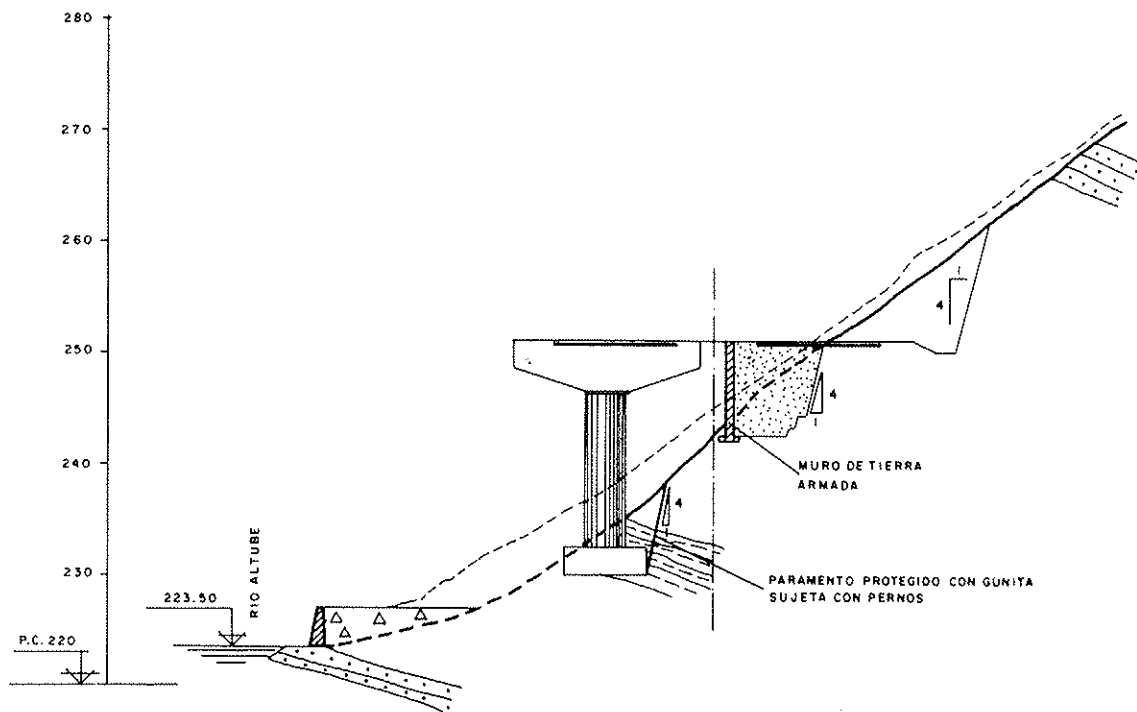 280
270
260
250
240
230
4
1
4
1
4
1
MURO DE TIERRA
ARMADA
PARAMENTO PROTEGIDO CON GUNITA
SUJETA CON PERNOS
RIO ALTUBE
223.50
P.C. 220